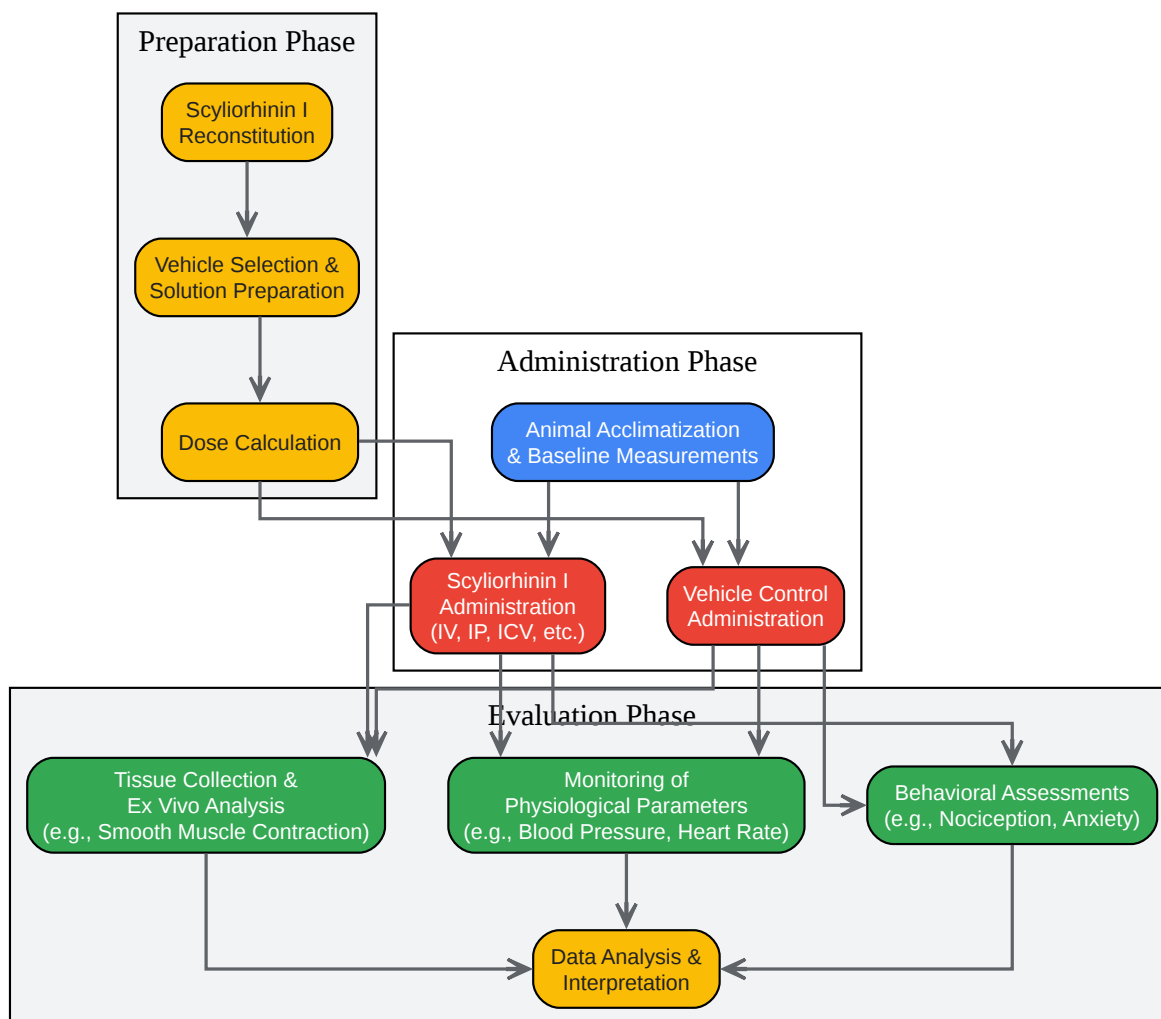 Preparation Phase
Scyliorhinin I
Reconstitution
Vehicle Selection &
Solution Preparation
Dose Calculation
Administration Phase
Animal Acclimatization
& Baseline Measurements
Scyliorhinin I
Administration
(IV, IP, ICV, etc.)
Vehicle Control
Administration
Evaluation Phase
Tissue Collection &
Ex Vivo Analysis
(e.g., Smooth Muscle Contraction)
Monitoring of
Physiological Parameters
(e.g., Blood Pressure, Heart Rate)
Behavioral Assessments
(e.g., Nociception, Anxiety)
Data Analysis &
Interpretation